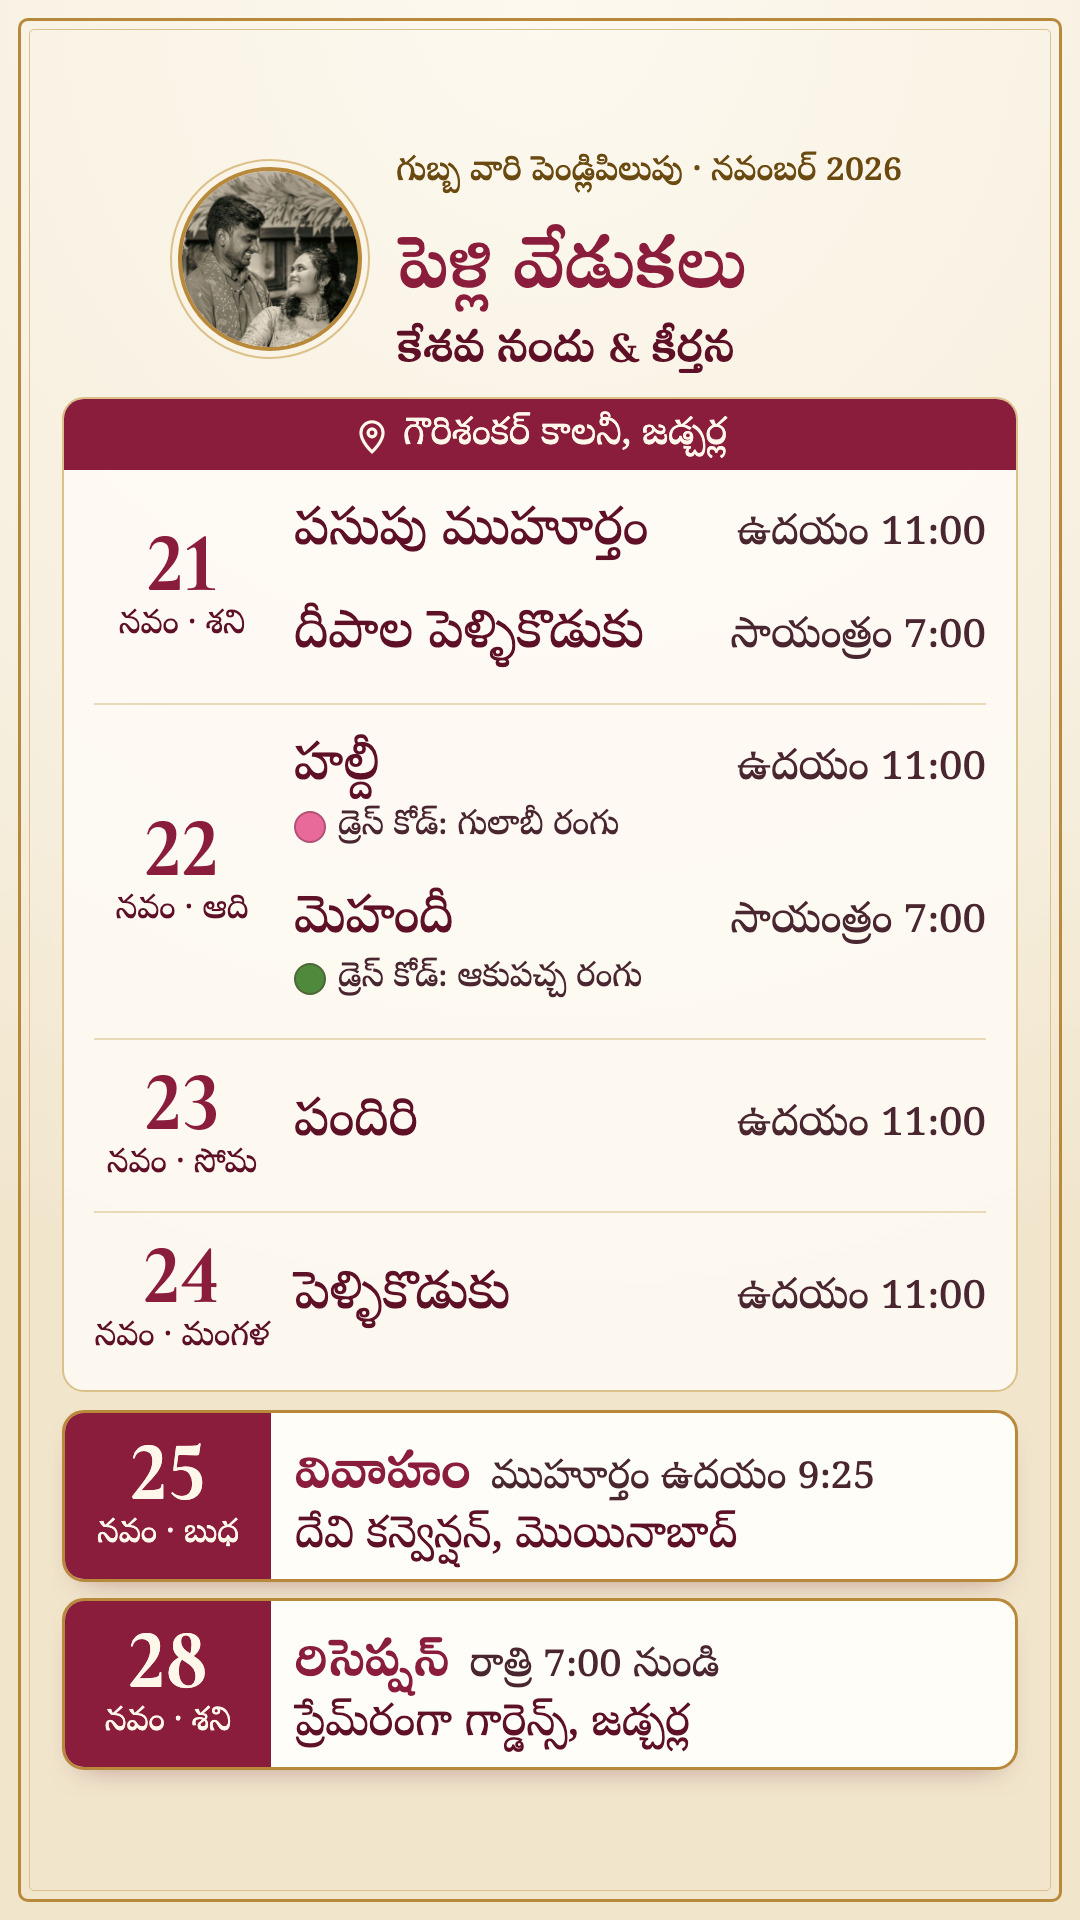 గుబ్బ వారి పెండ్లిపిలుపు · నవంబర్ 2026
పెళ్లి వేడుకలు
కేశవ నందు & కీర్తన
గౌరిశంకర్ కాలనీ, జడ్చర్ల
21
నవం · శని
పసుపు ముహూర్తం ఉదయం 11:00
దీపాల పెళ్ళికొడుకు సాయంత్రం 7:00
22
నవం · ఆది
హల్దీ ఉదయం 11:00
డ్రెస్ కోడ్: గులాబీ రంగు
మెహందీ సాయంత్రం 7:00
డ్రెస్ కోడ్: ఆకుపచ్చ రంగు
23
నవం · సోమ
పందిరి ఉదయం 11:00
24
నవం · మంగళ
పెళ్ళికొడుకు ఉదయం 11:00
25
నవం · బుధ
వివాహం ముహూర్తం ఉదయం 9:25
దేవి కన్వెన్షన్, మొయినాబాద్
28
నవం · శని
రిసెప్షన్ రాత్రి 7:00 నుండి
ప్రేమ్‌రంగా గార్డెన్స్, జడ్చర్ల